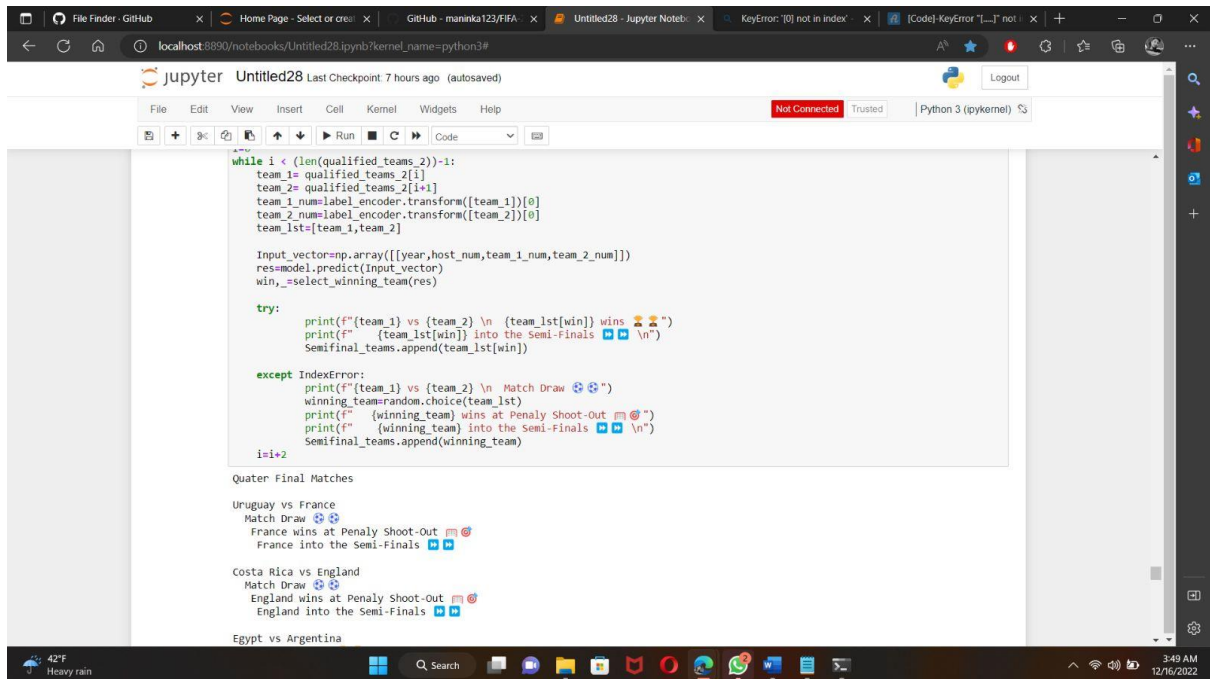 File Finder · GitHub
Home Page - Select or creat
GitHub - maninka123/FIFA-
Untitled28 - Jupyter Notebo
KeyError: '[0] not in index' -
[Code]-KeyError "[....]" not i
localhost:8890/notebooks/Untitled28.ipynb?kernel_name=python3#
jupyter Untitled28 Last Checkpoint: 7 hours ago (autosaved)
Logout
File Edit View Insert Cell Kernel Widgets Help
Not Connected Trusted Python 3 (ipykernel)
Run Code
i=0
while i < (len(qualified_teams_2))-1:
    team_1= qualified_teams_2[i]
    team_2= qualified_teams_2[i+1]
    team_1_num=label_encoder.transform([team_1])[0]
    team_2_num=label_encoder.transform([team_2])[0]
    team_lst=[team_1,team_2]
    Input_vector=np.array([[year,host_num,team_1_num,team_2_num]])
    res=model.predict(Input_vector)
    win,_=select_winning_team(res)
    try:
            print(f"{team_1} vs {team_2} \n  {team_lst[win]} wins 🏆🏆")
            print(f"    {team_lst[win]} into the Semi-Finals ⏩⏩ \n")
            Semifinal_teams.append(team_lst[win])
    except IndexError:
            print(f"{team_1} vs {team_2} \n  Match Draw ⚽⚽")
            winning_team=random.choice(team_lst)
            print(f"   {winning_team} wins at Penaly Shoot-Out 🥅🎯")
            print(f"    {winning_team} into the Semi-Finals ⏩⏩ \n")
            Semifinal_teams.append(winning_team)
    i=i+2
Quater Final Matches
Uruguay vs France
  Match Draw ⚽⚽
   France wins at Penaly Shoot-Out 🥅🎯
    France into the Semi-Finals ⏩⏩
Costa Rica vs England
  Match Draw ⚽⚽
   England wins at Penaly Shoot-Out 🥅🎯
    England into the Semi-Finals ⏩⏩
Egypt vs Argentina
42°F
Heavy rain
Search
2
3:49 AM
12/16/2022